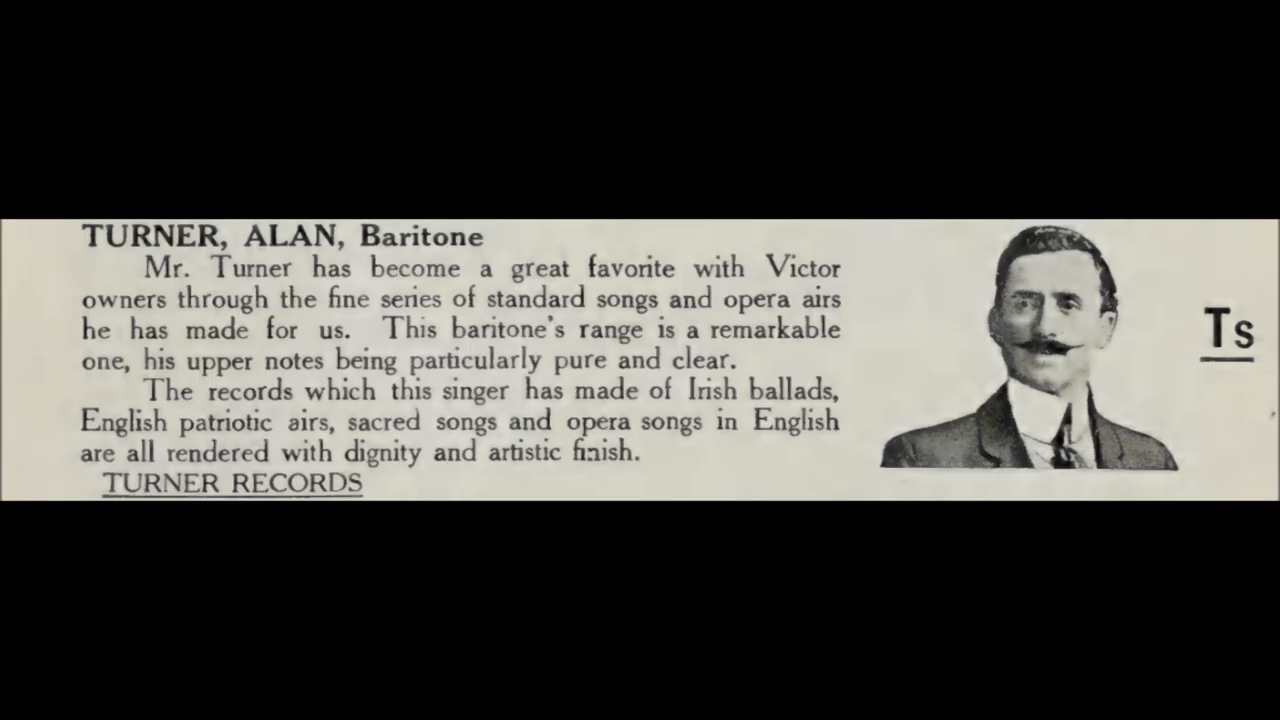 TURNER, ALAN, Baritone
Mr. Turner has become a great favorite with Victor
owners through the fine series of standard songs and opera airs
he has made for us. This baritone's range is a remarkable
one, his upper notes being particularly pure and clear.
The records which this singer has made of Irish ballads,
English patriotic airs, sacred songs and opera songs in English
are all rendered with dignity and artistic finish.
TURNER RECORDS
Ts